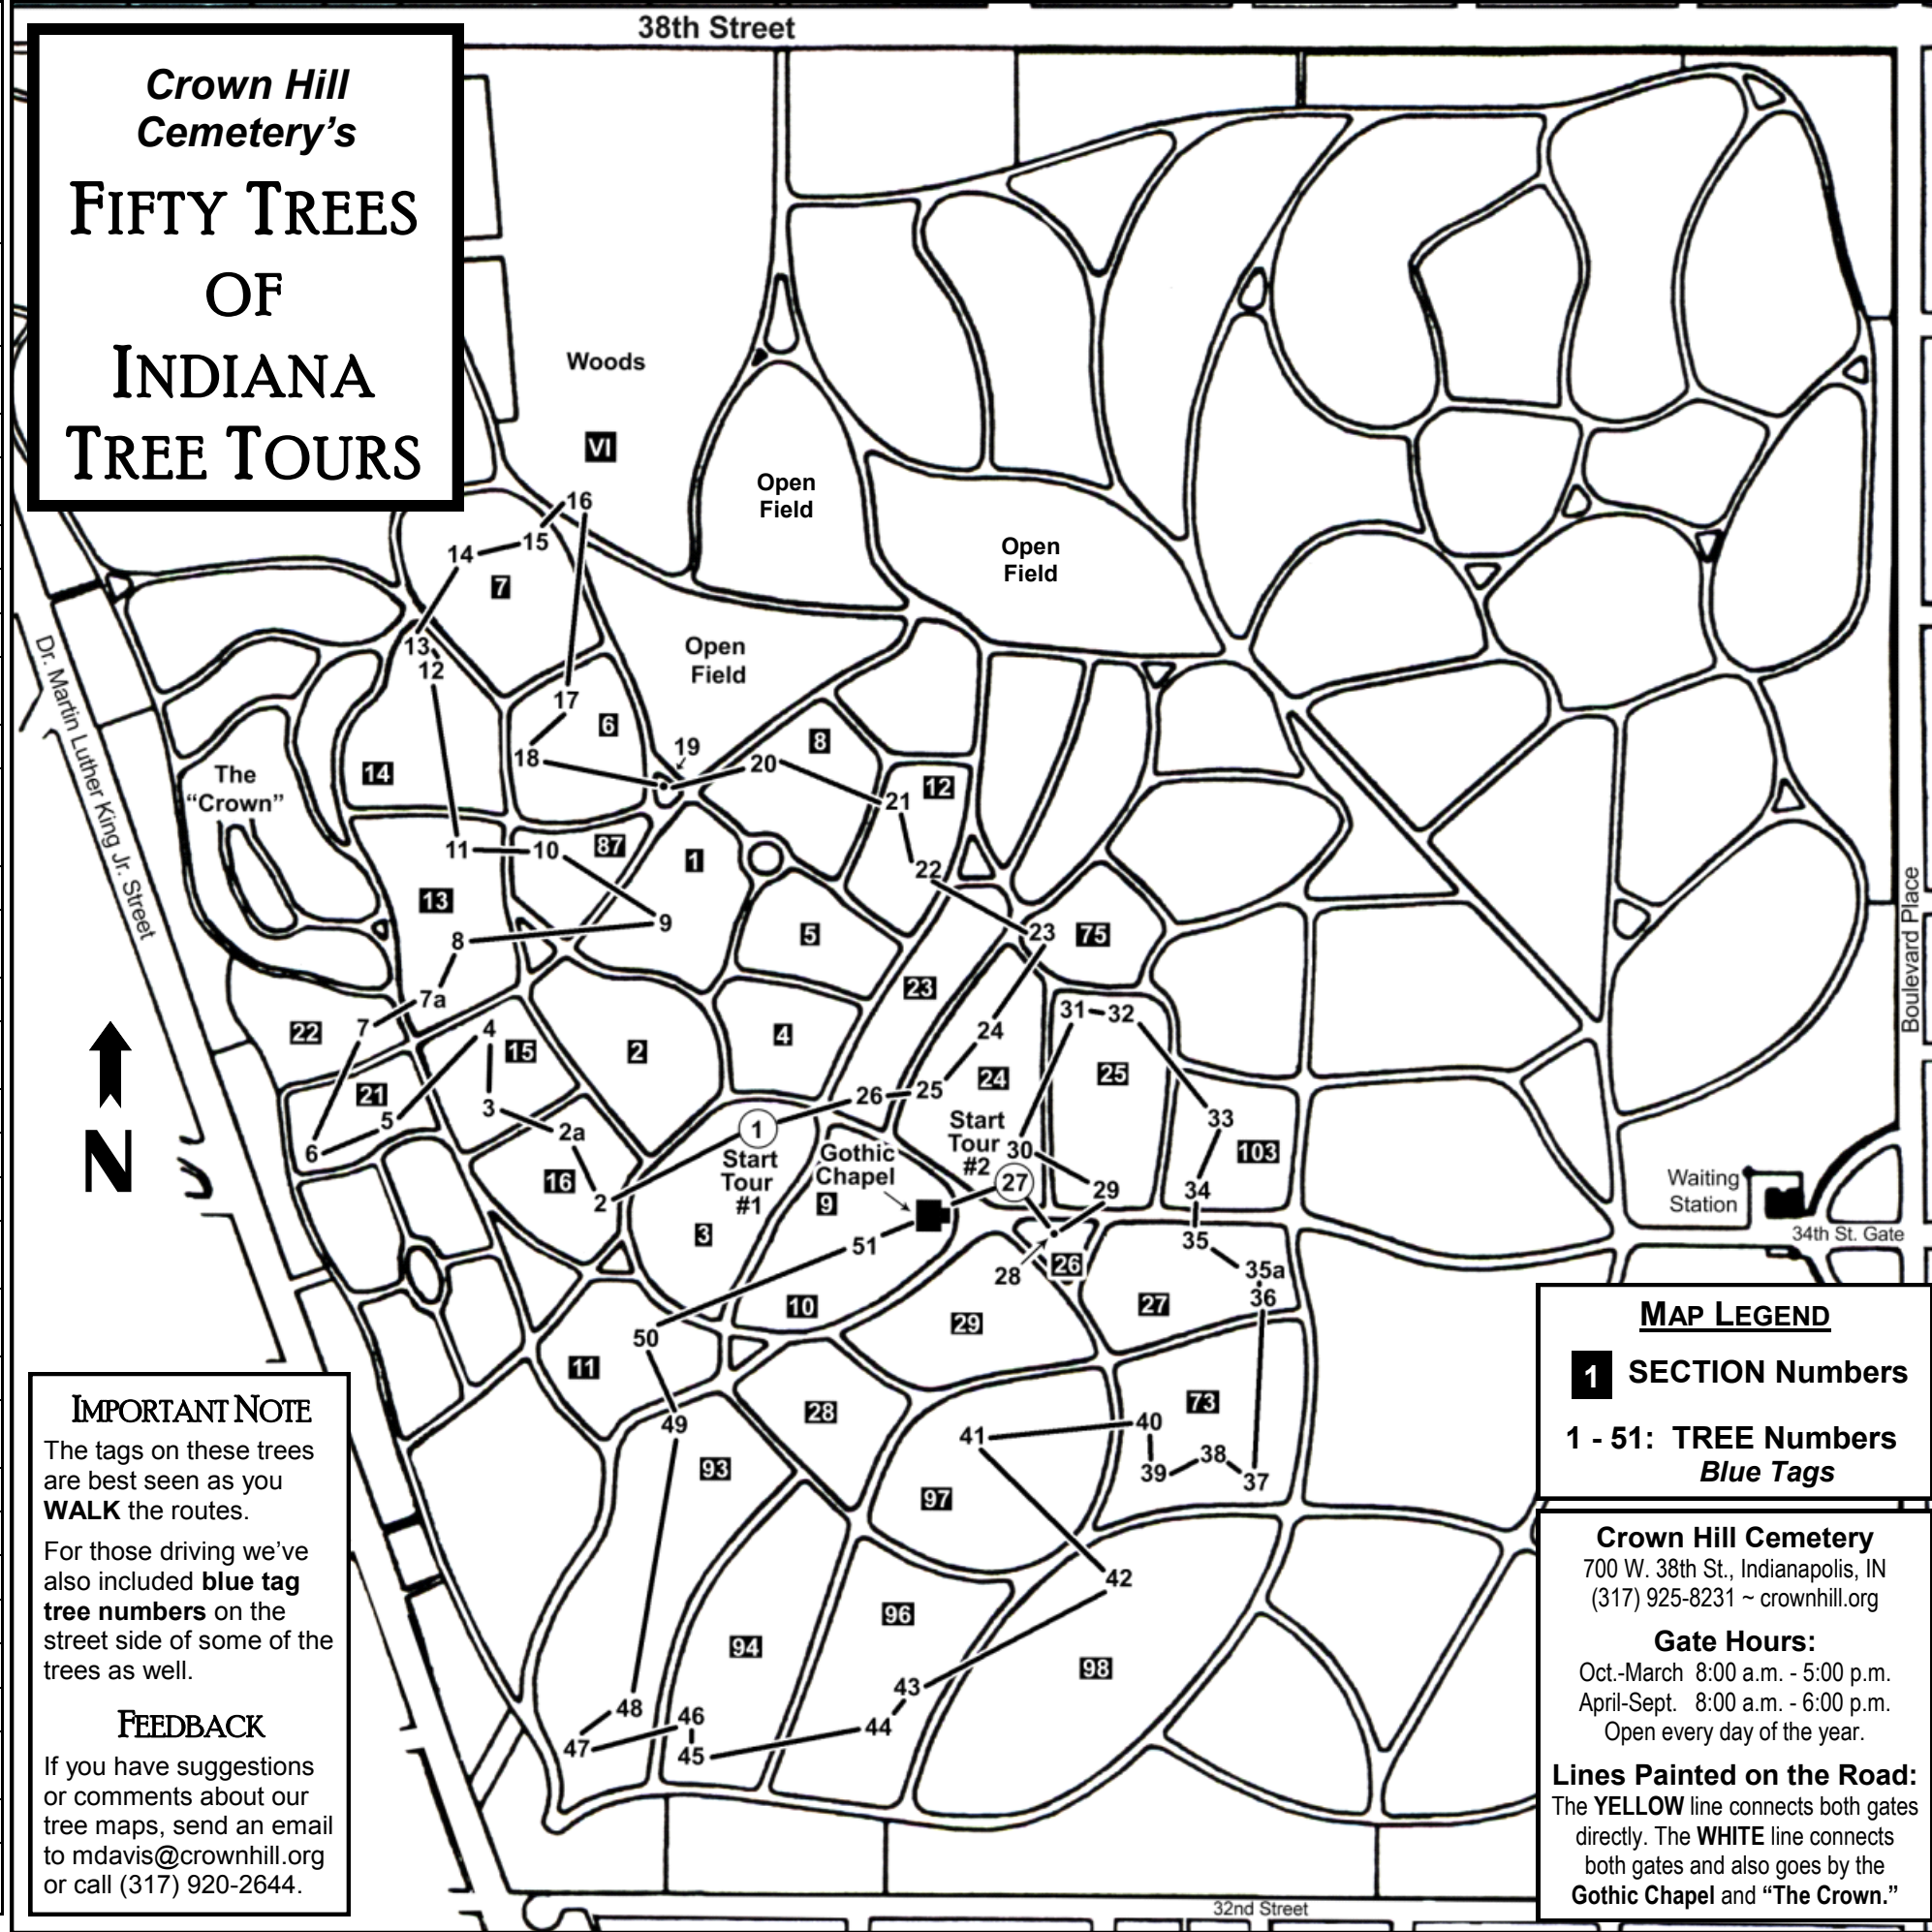 38th Street
Crown Hill
Cemetery's
FIFTY TREES
OF
INDIANA
TREE TOURS
Woods
VI
Open
Field
Open
Field
Open
Field
16
15
14
7
13
12
17
6
18
19
20
8
21
12
14
The
"Crown"
11
10
87
1
22
13
9
8
5
23
75
7a
23
22
7
4
15
2
4
24
31
32
21
5
3
24
25
25
26
6
2a
1
Start
Tour
#1
Gothic
Chapel
Start
Tour
#2
30
27
33
103
16
2
9
29
34
3
51
28
26
35
35a
36
10
29
27
50
11
49
28
73
93
41
40
39
38
37
97
42
96
94
98
43
44
48
46
47
45
Dr. Martin Luther King Jr. Street
N
Boulevard Place
Waiting
Station
34th St. Gate
32nd Street
IMPORTANT NOTE
The tags on these trees
are best seen as you
WALK the routes.
For those driving we've
also included blue tag
tree numbers on the
street side of some of the
trees as well.
FEEDBACK
If you have suggestions
or comments about our
tree maps, send an email
to mdavis@crownhill.org
or call (317) 920-2644.
MAP LEGEND
1 SECTION Numbers
1 - 51: TREE Numbers
Blue Tags
Crown Hill Cemetery
700 W. 38th St., Indianapolis, IN
(317) 925-8231 ~ crownhill.org
Gate Hours:
Oct.-March 8:00 a.m. - 5:00 p.m.
April-Sept. 8:00 a.m. - 6:00 p.m.
Open every day of the year.
Lines Painted on the Road:
The YELLOW line connects both gates
directly. The WHITE line connects
both gates and also goes by the
Gothic Chapel and "The Crown."